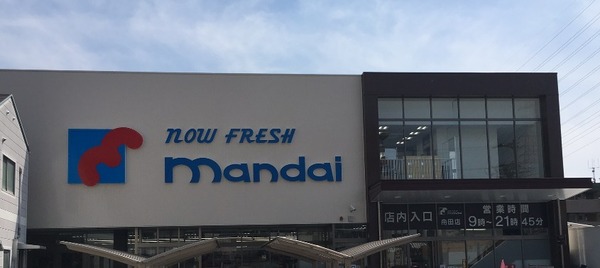 now FRESH
mandai
店内入口
営業時間
9時〜21時45分